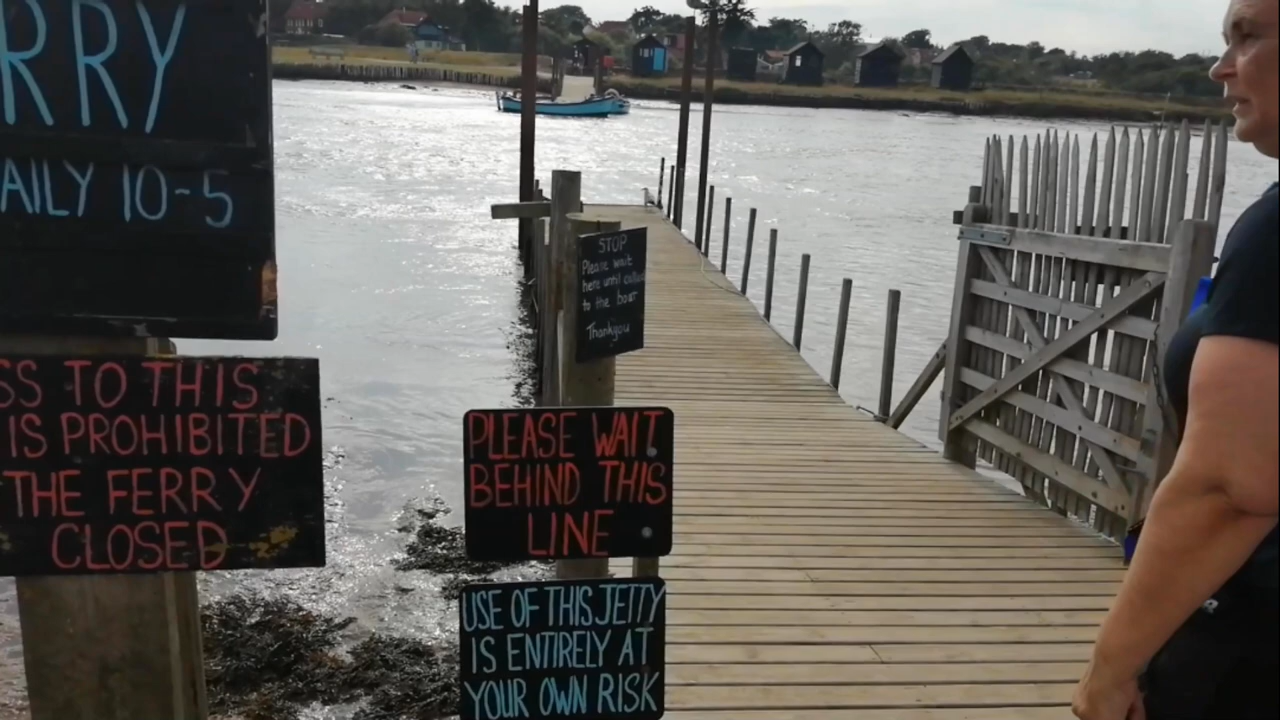 RRY
AILY 10-5
SS TO THIS
IS PROHIBITED
THE FERRY
CLOSED
STOP
Please wait
here until called
to the boat
Thankyou
PLEASE WAIT
BEHIND THIS
LINE
USE OF THIS JETTY
IS ENTIRELY AT
YOUR OWN RISK